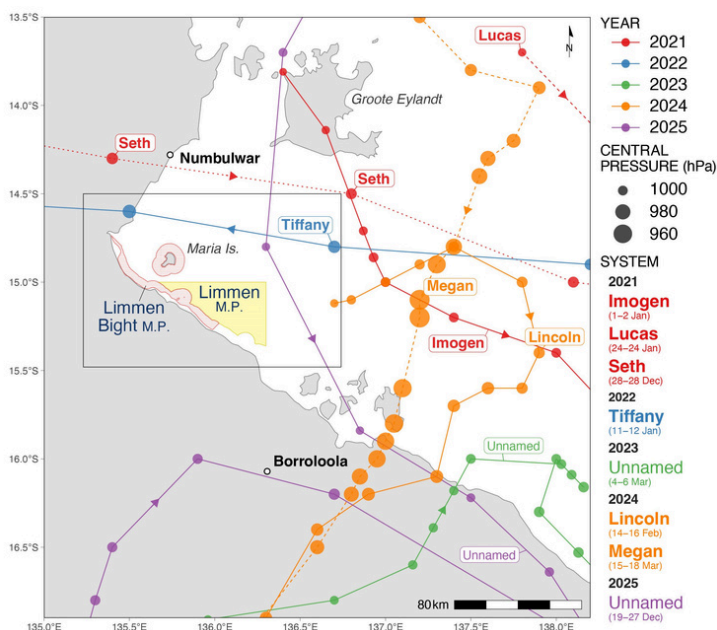 13.5°S
14.0°S
14.5°S
15.0°S
15.5°S
16.0°S
16.5°S
135.0°E
135.5°E
136.0°E
136.5°E
137.0°E
137.5°E
138.0°E
Lucas
N
Groote Eylandt
Seth
Numbulwar
Seth
Tiffany
Maria Is.
Limmen
M.P.
Limmen
Bight M.P.
Megan
Imogen
Lincoln
Borroloola
Unnamed
Unnamed
80 km
YEAR
2021
2022
2023
2024
2025
CENTRAL
PRESSURE (hPa)
1000
980
960
SYSTEM
2021
Imogen
(1–2 Jan)
Lucas
(24–24 Jan)
Seth
(28–28 Dec)
2022
Tiffany
(11–12 Jan)
2023
Unnamed
(4–6 Mar)
2024
Lincoln
(14–16 Feb)
Megan
(15–18 Mar)
2025
Unnamed
(19–27 Dec)